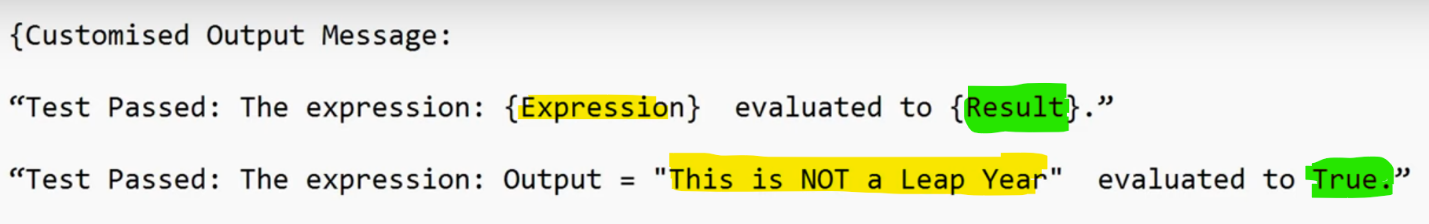 {Customised Output Message:
“Test Passed: The expression: {Expression}  evaluated to {Result}.”
“Test Passed: The expression: Output = "This is NOT a Leap Year"  evaluated to True.”